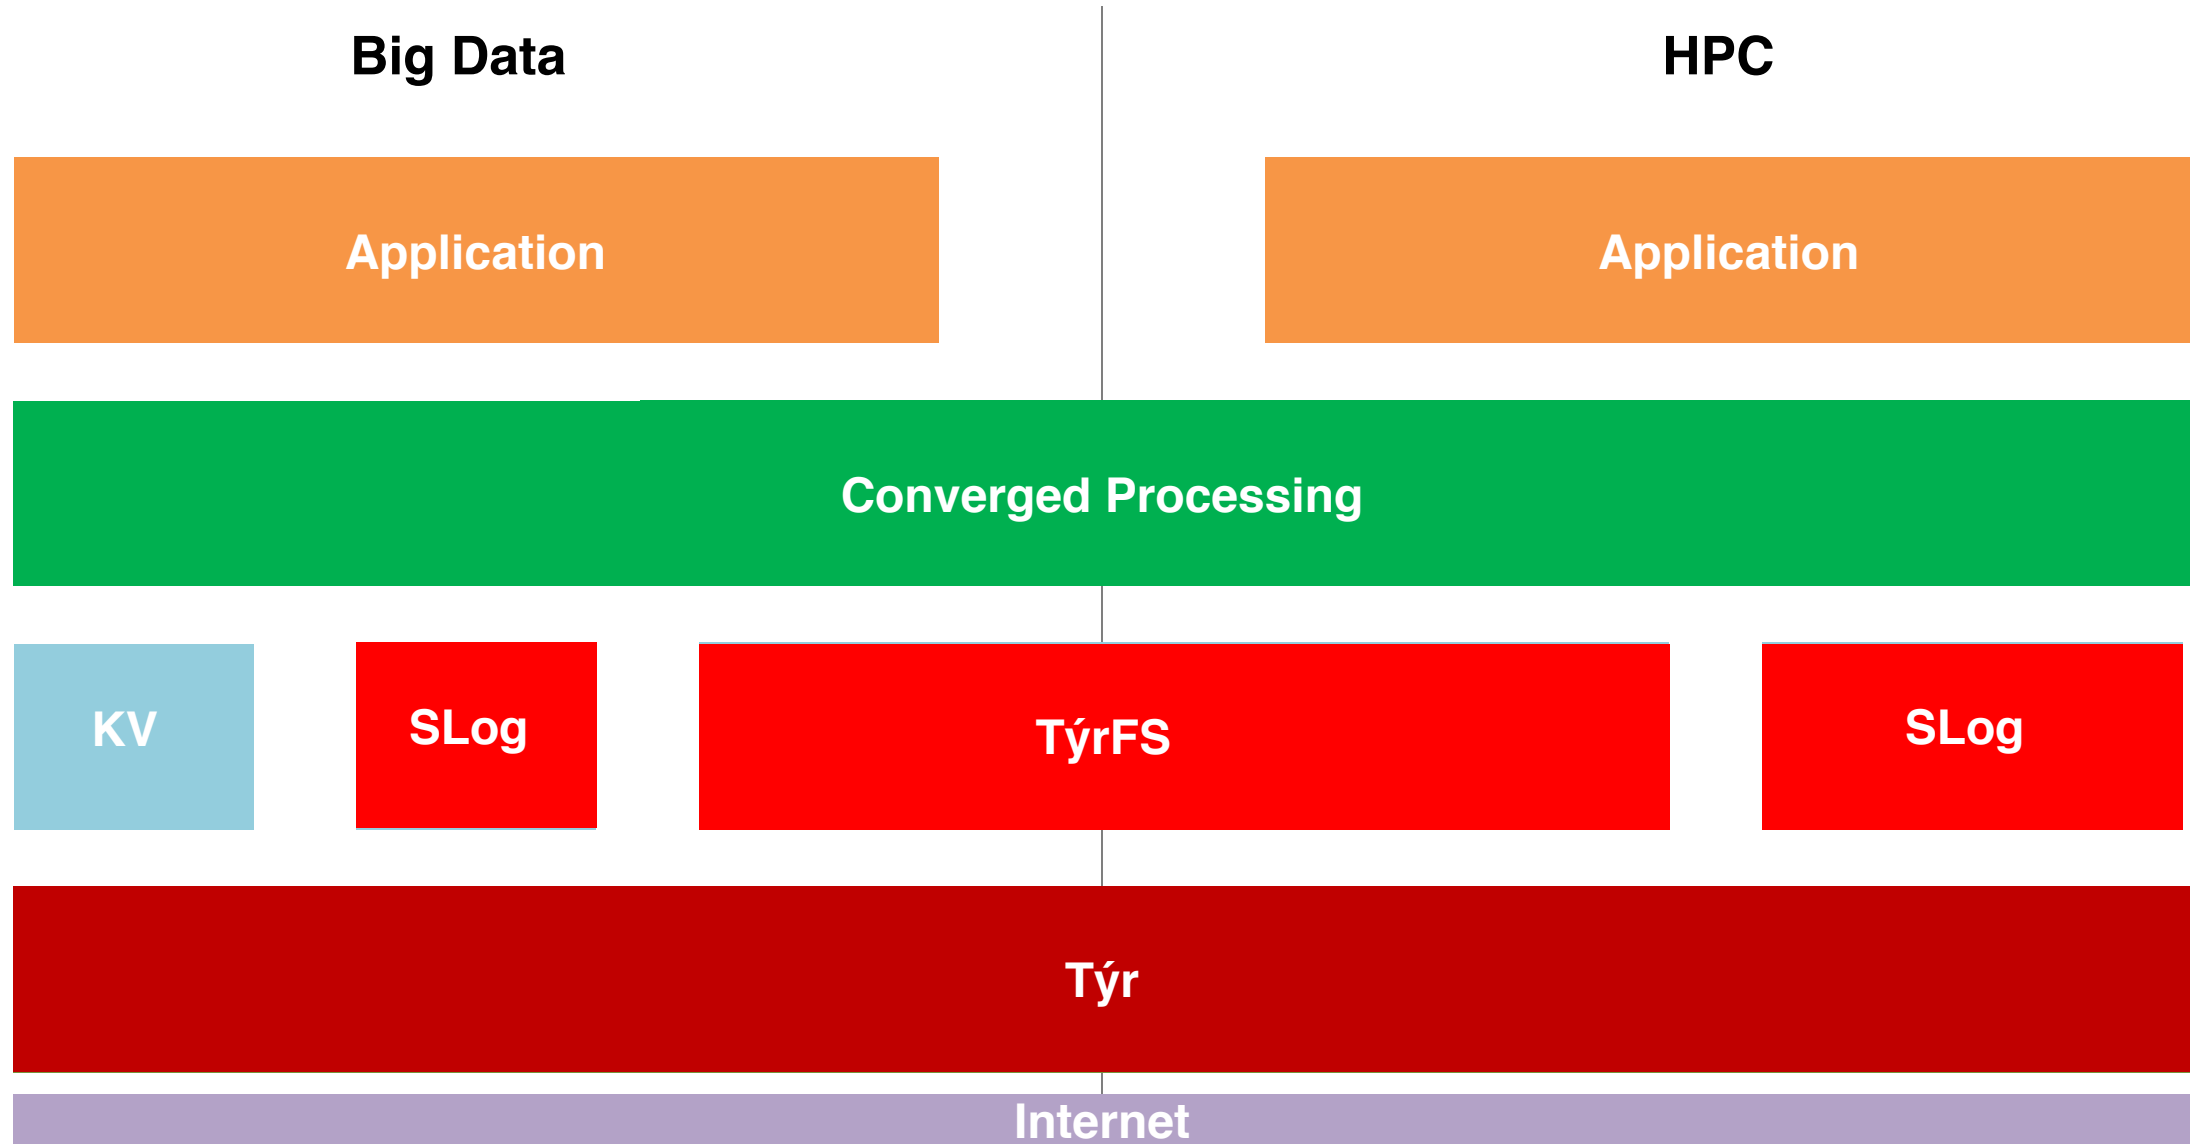 Big Data
HPC
Application
Application
Converged Processing
KV
SLog
TýrFS
SLog
Týr
Internet